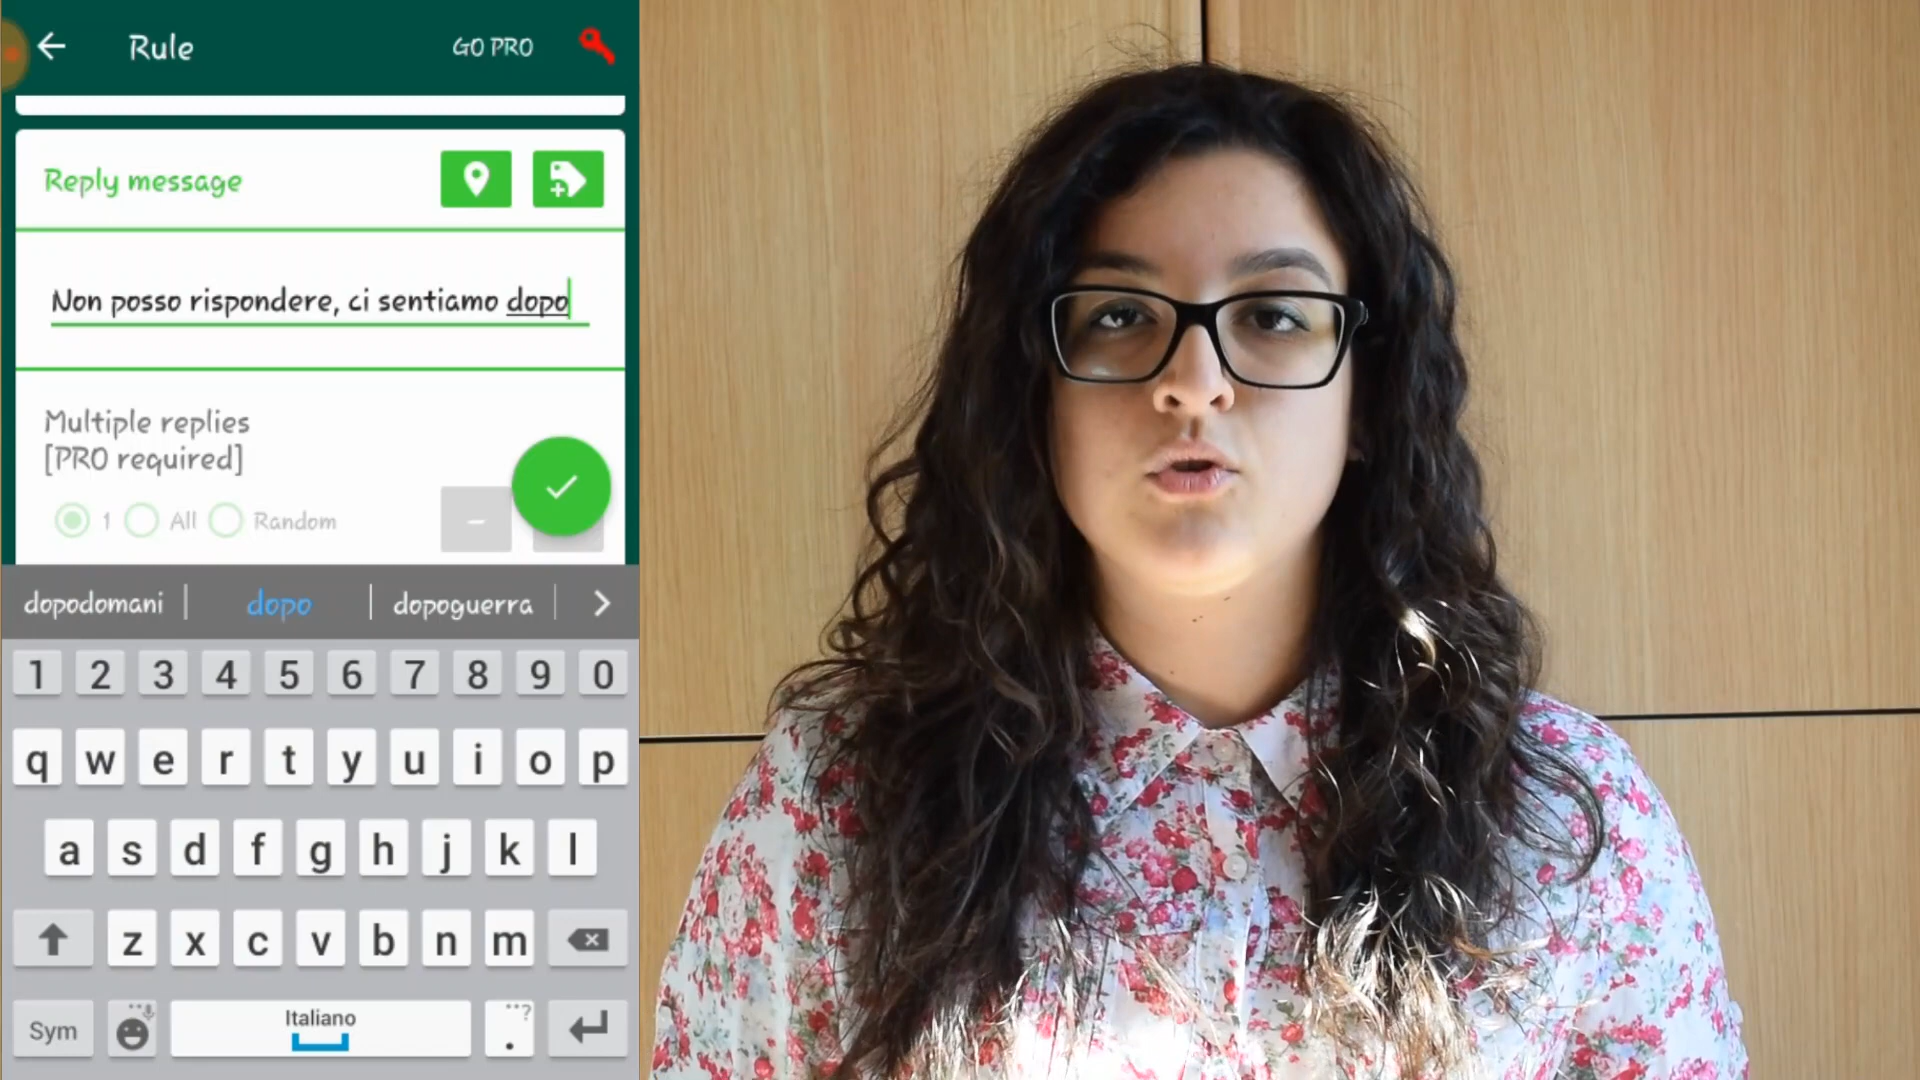 Rule
GO PRO
Reply message
Non posso rispondere, ci sentiamo dopo
Multiple replies
[PRO required]
1 All Random
dopodomani dopo dopoguerra
1 2 3 4 5 6 7 8 9 0
q w e r t y u i o p
a s d f g h j k l
z x c v b n m
Sym Italiano . ?